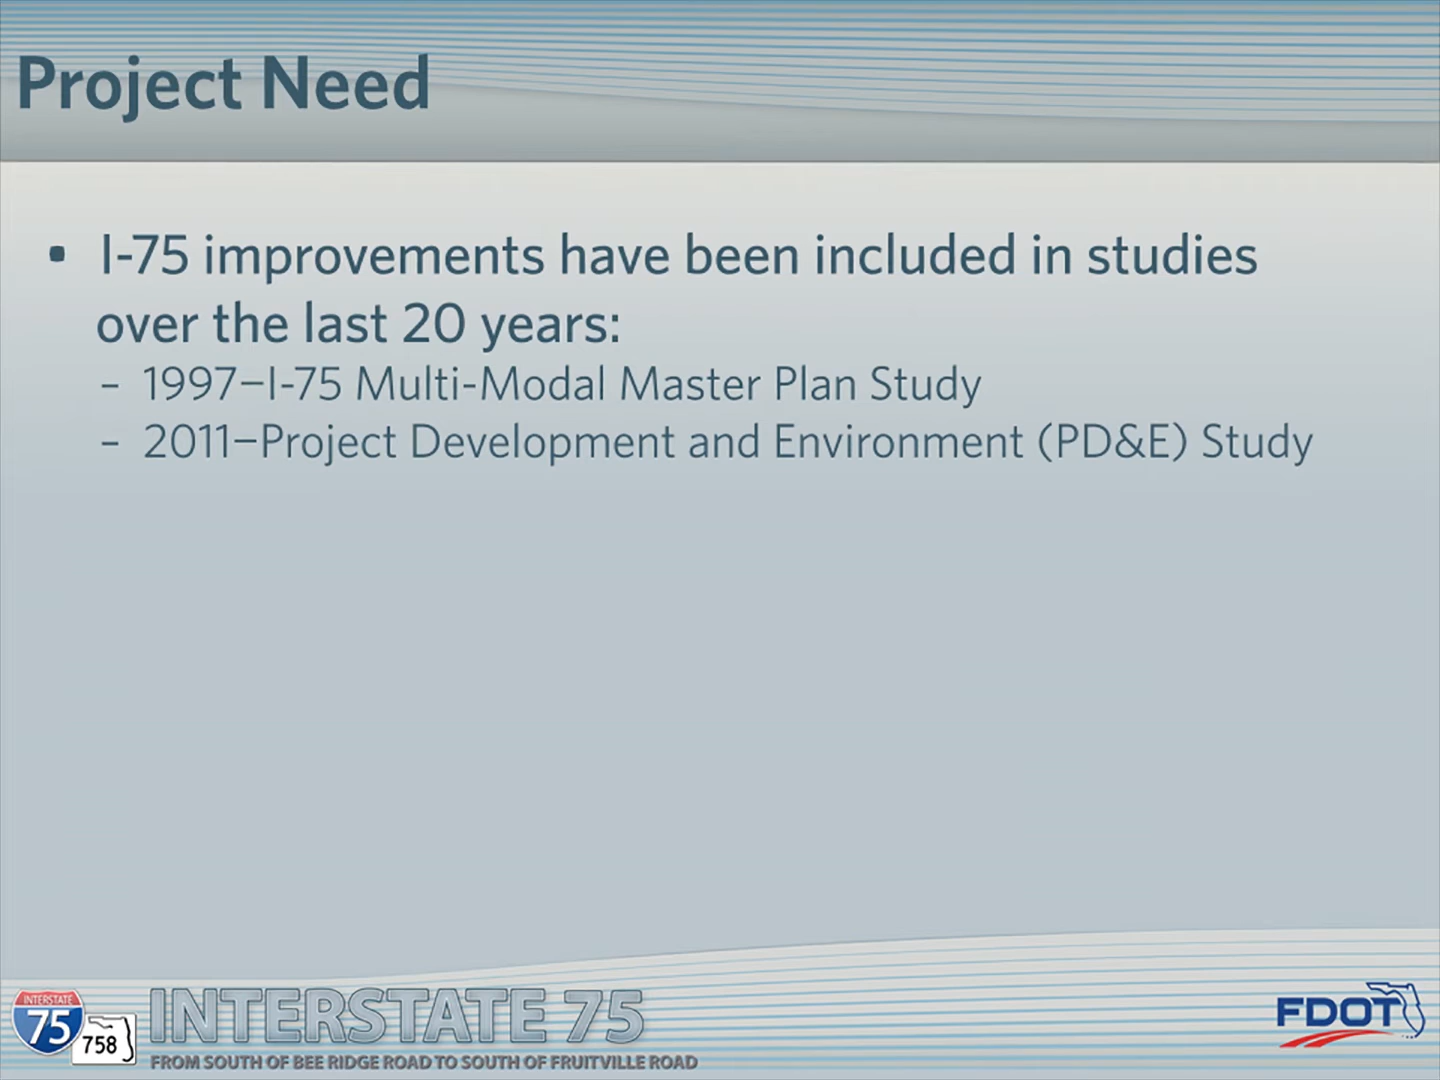 Project Need
• I-75 improvements have been included in studies
over the last 20 years:
– 1997–I-75 Multi-Modal Master Plan Study
– 2011–Project Development and Environment (PD&E) Study
INTERSTATE
75
758
INTERSTATE 75
FROM SOUTH OF BEE RIDGE ROAD TO SOUTH OF FRUITVILLE ROAD
FDOT